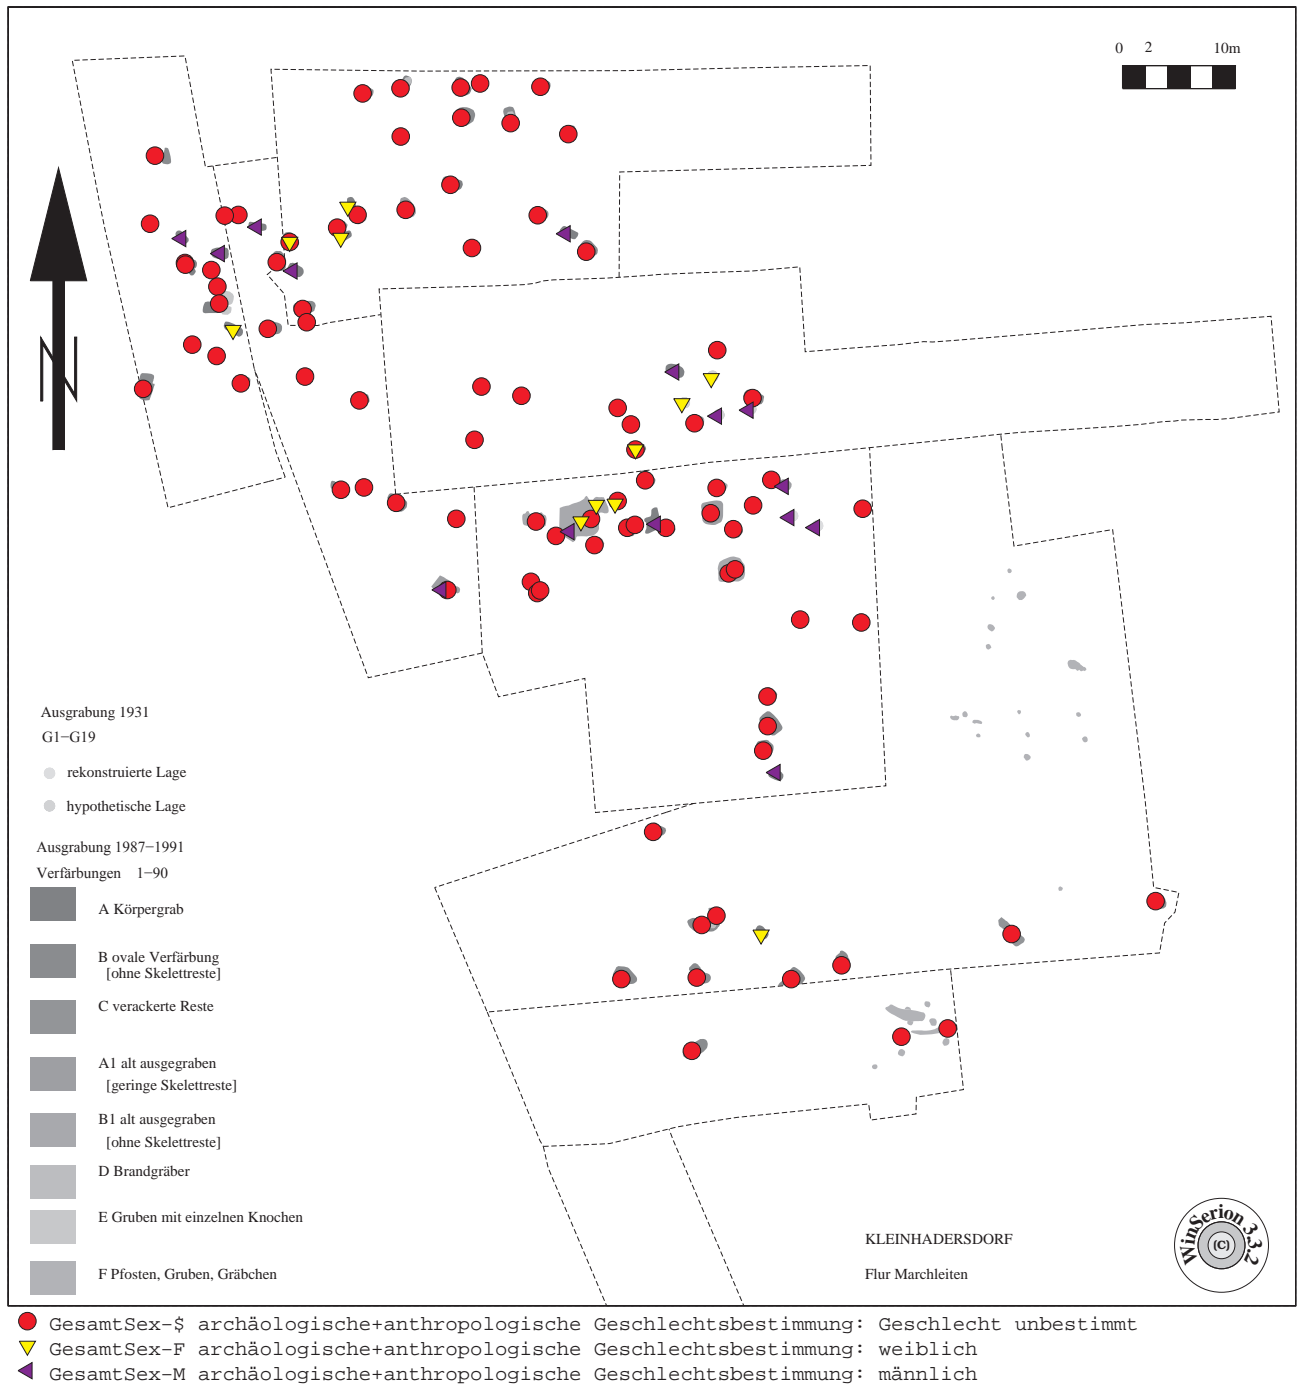 0 2 10m
N
Ausgrabung 1931
G1−G19
rekonstruierte Lage
hypothetische Lage
Ausgrabung 1987−1991
Verfärbungen 1−90
A Körpergrab
B ovale Verfärbung
[ohne Skelettreste]
C verackerte Reste
A1 alt ausgegraben
[geringe Skelettreste]
B1 alt ausgegraben
[ohne Skelettreste]
D Brandgräber
E Gruben mit einzelnen Knochen
F Pfosten, Gruben, Gräbchen
KLEINHADERSDORF
Flur Marchleiten
WinSerion 3.3.2
(C)
GesamtSex-$ archäologische+anthropologische Geschlechtsbestimmung: Geschlecht unbestimmt
GesamtSex-F archäologische+anthropologische Geschlechtsbestimmung: weiblich
GesamtSex-M archäologische+anthropologische Geschlechtsbestimmung: männlich